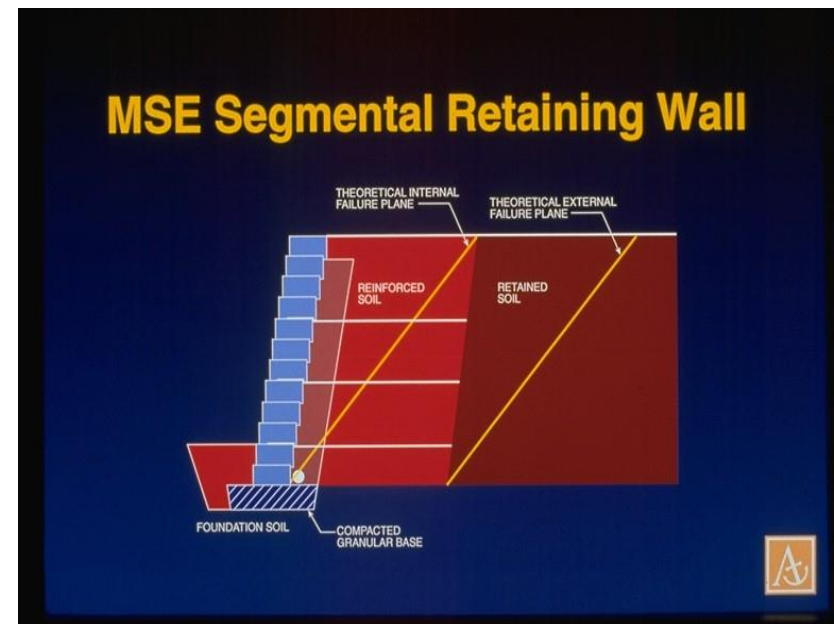 MSE Segmental Retaining Wall
THEORETICAL INTERNAL
FAILURE PLANE
THEORETICAL EXTERNAL
FAILURE PLANE
REINFORCED
SOIL
RETAINED
SOIL
FOUNDATION SOIL
COMPACTED
GRANULAR BASE
A